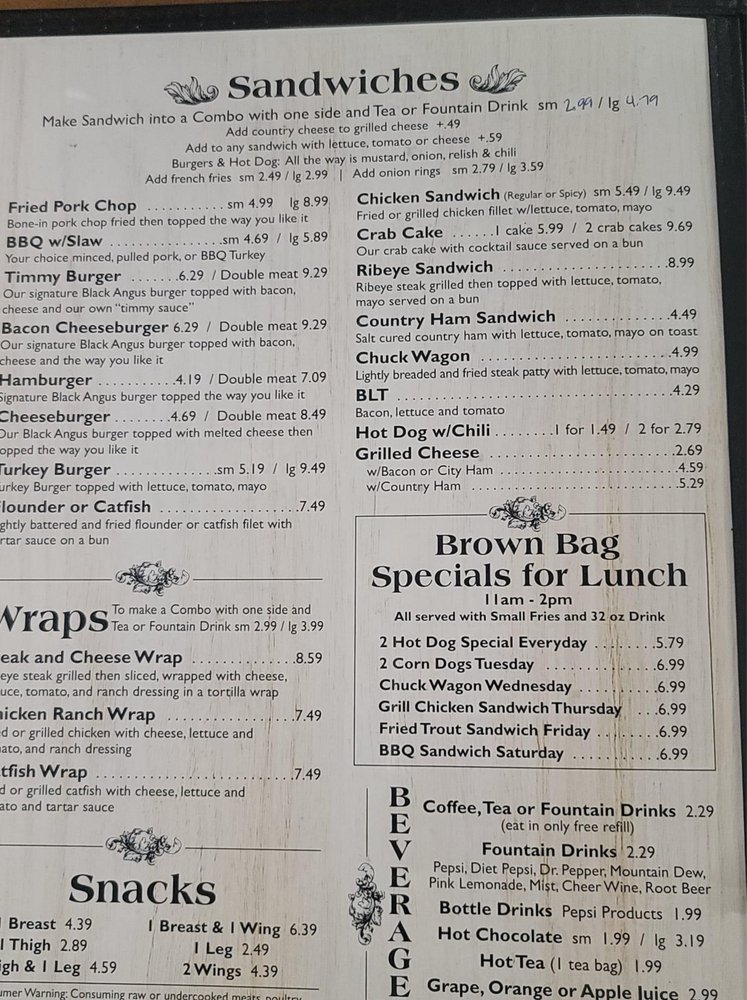 Sandwiches
Make Sandwich into a Combo with one side and Tea or Fountain Drink sm 2.99 / lg 4.79
Add country cheese to grilled cheese +.49
Add to any sandwich with lettuce, tomato or cheese +.59
Burgers & Hot Dog: All the way is mustard, onion, relish & chili
Add french fries sm 2.49 / lg 2.99 | Add onion rings sm 2.79 / lg 3.59
Fried Pork Chop ........... sm 4.99 lg 8.99
Bone-in pork chop fried then topped the way you like it
BBQ w/Slaw ................sm 4.69 / lg 5.89
Your choice minced, pulled pork, or BBQ Turkey
Timmy Burger ........6.29 / Double meat 9.29
Our signature Black Angus burger topped with bacon,
cheese and our own "timmy sauce"
Bacon Cheeseburger 6.29 / Double meat 9.29
Our signature Black Angus burger topped with bacon,
cheese and the way you like it
Hamburger ...........4.19 / Double meat 7.09
Signature Black Angus burger topped the way you like it
Cheeseburger ........4.69 / Double meat 8.49
Our Black Angus burger topped with melted cheese then
opped the way you like it
Turkey Burger ..............sm 5.19 / lg 9.49
urkey Burger topped with lettuce, tomato, mayo
lounder or Catfish ....................7.49
ghtly battered and fried flounder or catfish filet with
rtar sauce on a bun
Wraps
To make a Combo with one side and
Tea or Fountain Drink sm 2.99 / lg 3.99
eak and Cheese Wrap ...............8.59
eye steak grilled then sliced, wrapped with cheese,
uce, tomato, and ranch dressing in a tortilla wrap
hicken Ranch Wrap ..................7.49
d or grilled chicken with cheese, lettuce and
ato, and ranch dressing
tfish Wrap ............................7.49
d or grilled catfish with cheese, lettuce and
ato and tartar sauce
Snacks
1 Breast 4.39
1 Thigh 2.89
igh & 1 Leg 4.59
1 Breast & 1 Wing 6.39
1 Leg 2.49
2 Wings 4.39
umer Warning: Consuming raw or undercooked meats, poultry,
Chicken Sandwich (Regular or Spicy) sm 5.49 / lg 9.49
Fried or grilled chicken fillet w/lettuce, tomato, mayo
Crab Cake ......1 cake 5.99 / 2 crab cakes 9.69
Our crab cake with cocktail sauce served on a bun
Ribeye Sandwich ........................8.99
Ribeye steak grilled then topped with lettuce, tomato,
mayo served on a bun
Country Ham Sandwich ...............4.49
Salt cured country ham with lettuce, tomato, mayo on toast
Chuck Wagon ...........................4.99
Lightly breaded and fried steak patty with lettuce, tomato, mayo
BLT .......................................4.29
Bacon, lettuce and tomato
Hot Dog w/Chili ........1 for 1.49 / 2 for 2.79
Grilled Cheese ...........................2.69
w/Bacon or City Ham ...........................4.59
w/Country Ham ................................5.29
Brown Bag
Specials for Lunch
11am - 2pm
All served with Small Fries and 32 oz Drink
2 Hot Dog Special Everyday ........5.79
2 Corn Dogs Tuesday ...............6.99
Chuck Wagon Wednesday ..........6.99
Grill Chicken Sandwich Thursday ...6.99
Fried Trout Sandwich Friday ........6.99
BBQ Sandwich Saturday ............6.99
BEVERAGE
Coffee, Tea or Fountain Drinks 2.29
(eat in only free refill)
Fountain Drinks 2.29
Pepsi, Diet Pepsi, Dr. Pepper, Mountain Dew,
Pink Lemonade, Mist, Cheer Wine, Root Beer
Bottle Drinks Pepsi Products 1.99
Hot Chocolate sm 1.99 / lg 3.19
Hot Tea (1 tea bag) 1.99
Grape, Orange or Apple Juice 2.99